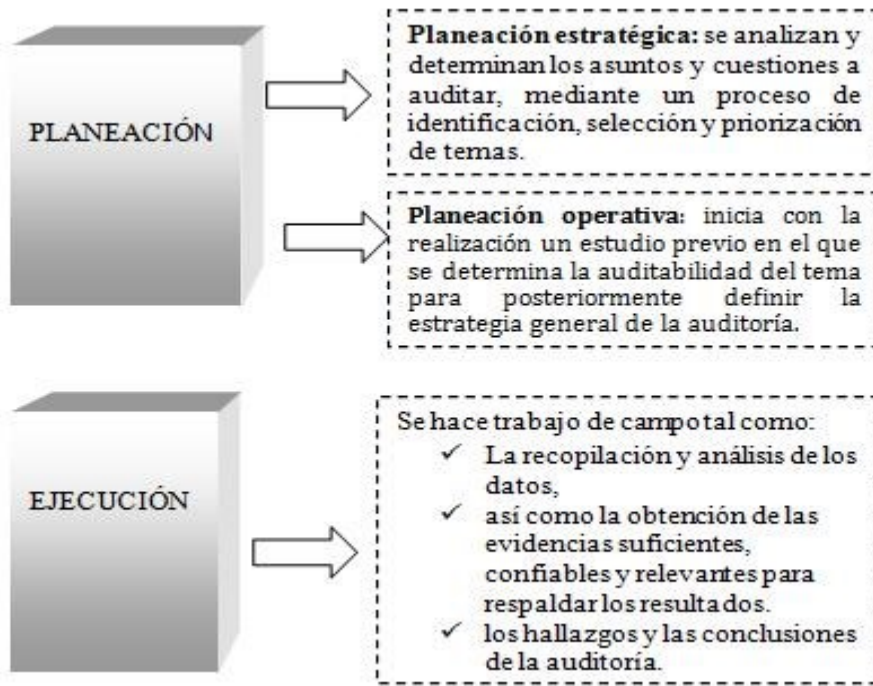 PLANEACIÓN
Planeación estratégica: se analizan y
determinan los asuntos y cuestiones a
auditar, mediante un proceso de
identificación, selección y priorización
de temas.
Planeación operativa: inicia con la
realización un estudio previo en el que
se determina la auditabilidad del tema
para posteriormente definir la
estrategia general de la auditoría.
EJECUCIÓN
Se hace trabajo de campo tal como:
✓ La recopilación y análisis de los
datos,
✓ así como la obtención de las
evidencias suficientes,
confiables y relevantes para
respaldar los resultados.
✓ los hallazgos y las conclusiones
de la auditoría.